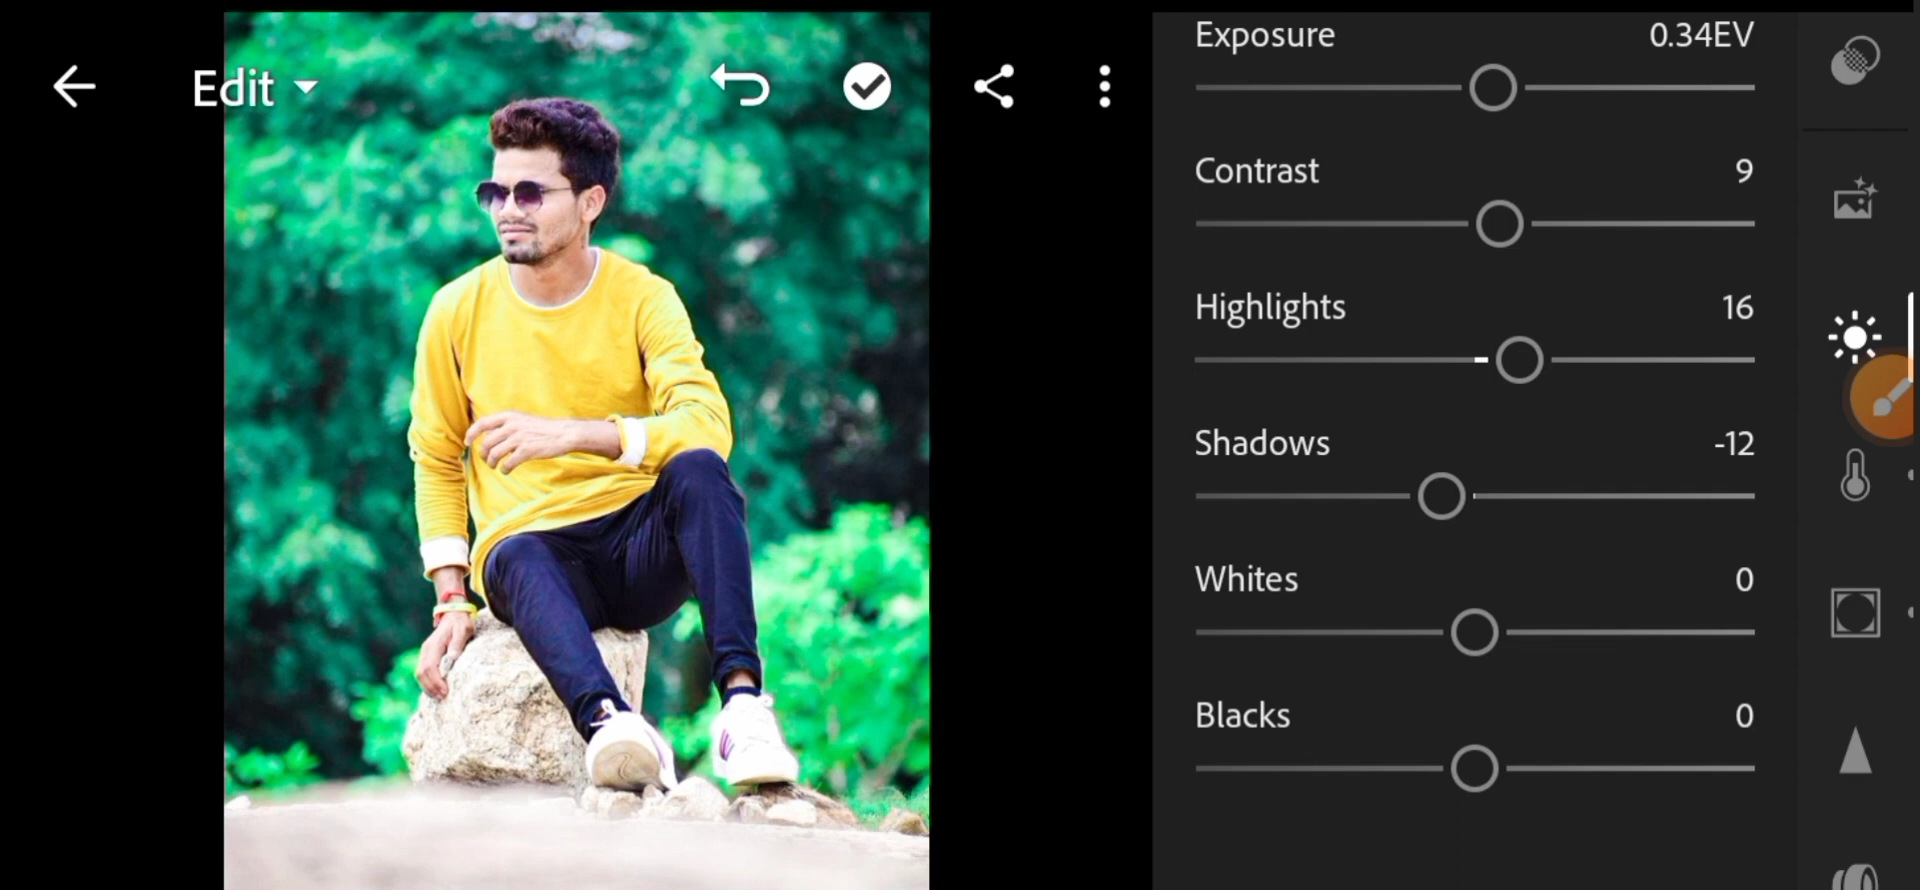 Edit
Exposure 0.34EV
Contrast 9
Highlights 16
Shadows -12
Whites 0
Blacks 0